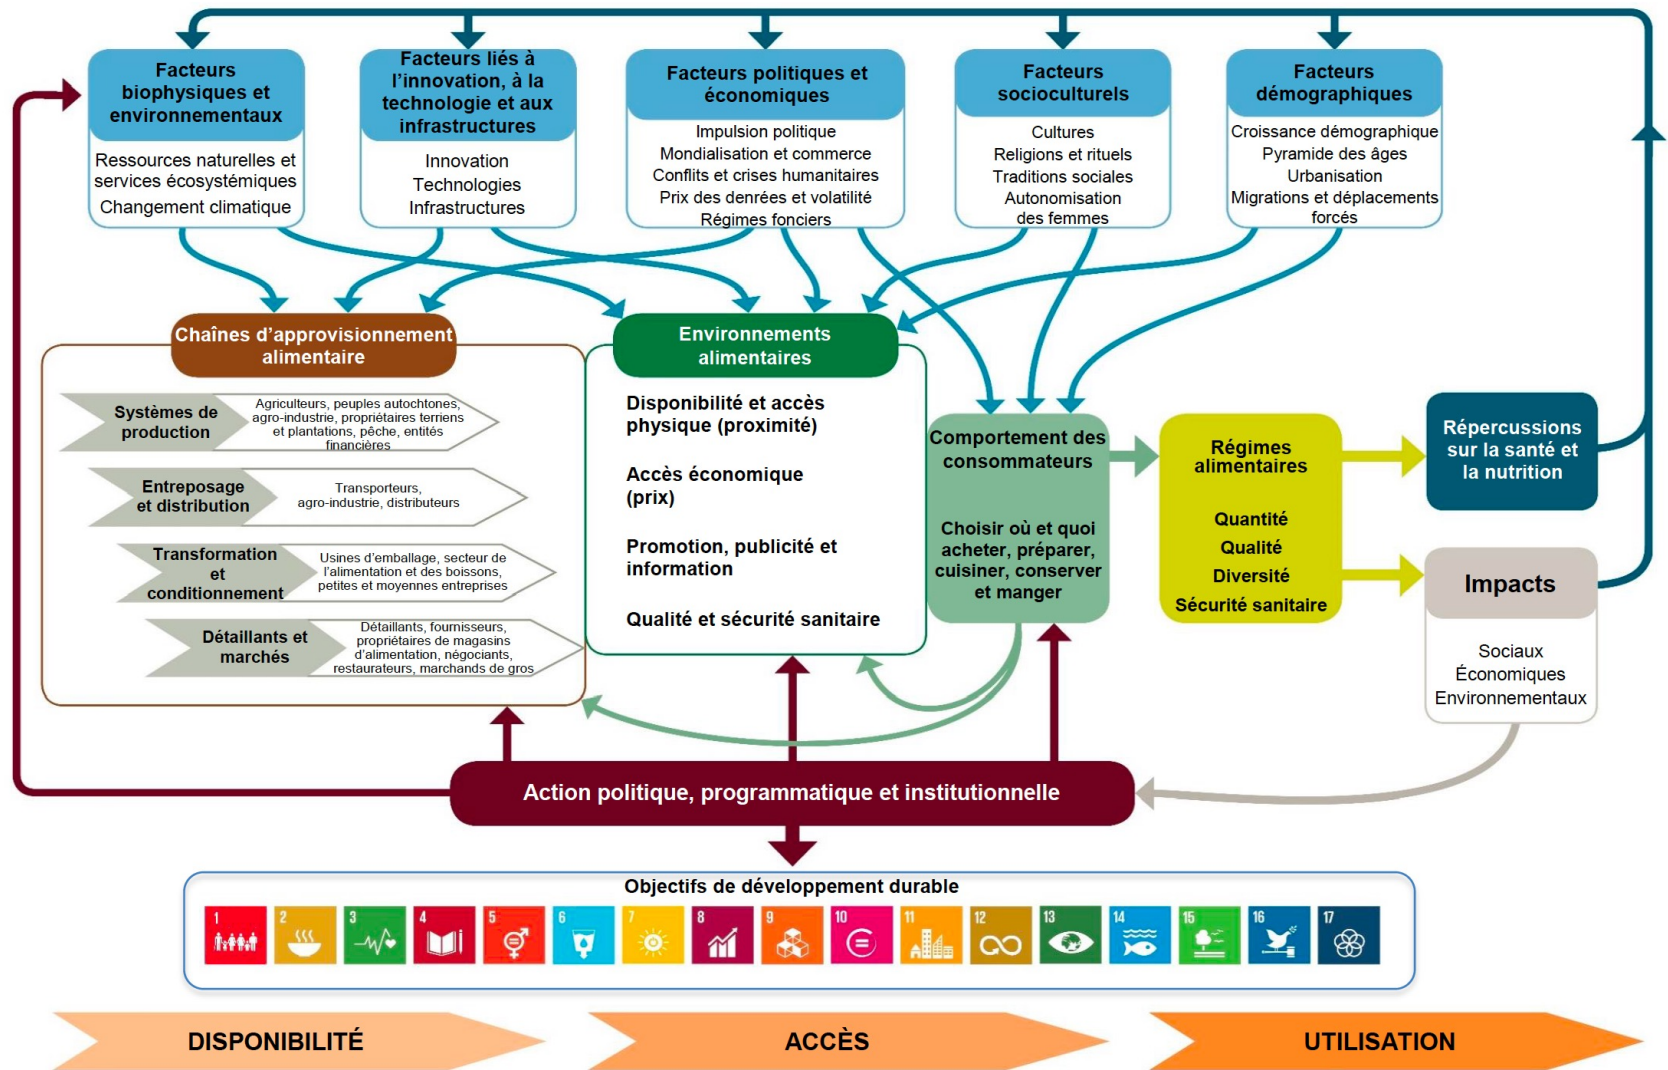 Facteurs
biophysiques et
environnementaux
Ressources naturelles et
services écosystémiques
Changement climatique
Facteurs liés à
l’innovation, à la
technologie et aux
infrastructures
Innovation
Technologies
Infrastructures
Facteurs politiques et
économiques
Impulsion politique
Mondialisation et commerce
Conflits et crises humanitaires
Prix des denrées et volatilité
Régimes fonciers
Facteurs
socioculturels
Cultures
Religions et rituels
Traditions sociales
Autonomisation
des femmes
Facteurs
démographiques
Croissance démographique
Pyramide des âges
Urbanisation
Migrations et déplacements
forcés
Chaînes d’approvisionnement
alimentaire
Systèmes de
production
Agriculteurs, peuples autochtones,
agro-industrie, propriétaires terriens
et plantations, pêche, entités
financières
Entreposage
et distribution
Transporteurs,
agro-industrie, distributeurs
Transformation
et
conditionnement
Usines d’emballage, secteur de
l’alimentation et des boissons,
petites et moyennes entreprises
Détaillants et
marchés
Détaillants, fournisseurs,
propriétaires de magasins
d’alimentation, négociants,
restaurateurs, marchands de gros
Environnements
alimentaires
Disponibilité et accès
physique (proximité)
Accès économique
(prix)
Promotion, publicité et
information
Qualité et sécurité sanitaire
Comportement des
consommateurs
Choisir où et quoi
acheter, préparer,
cuisiner, conserver
et manger
Régimes
alimentaires
Quantité
Qualité
Diversité
Sécurité sanitaire
Répercussions
sur la santé et
la nutrition
Impacts
Sociaux
Économiques
Environnementaux
Action politique, programmatique et institutionnelle
Objectifs de développement durable
1 2 3 4 5 6 7 8 9 10 11 12 13 14 15 16 17
DISPONIBILITÉ
ACCÈS
UTILISATION